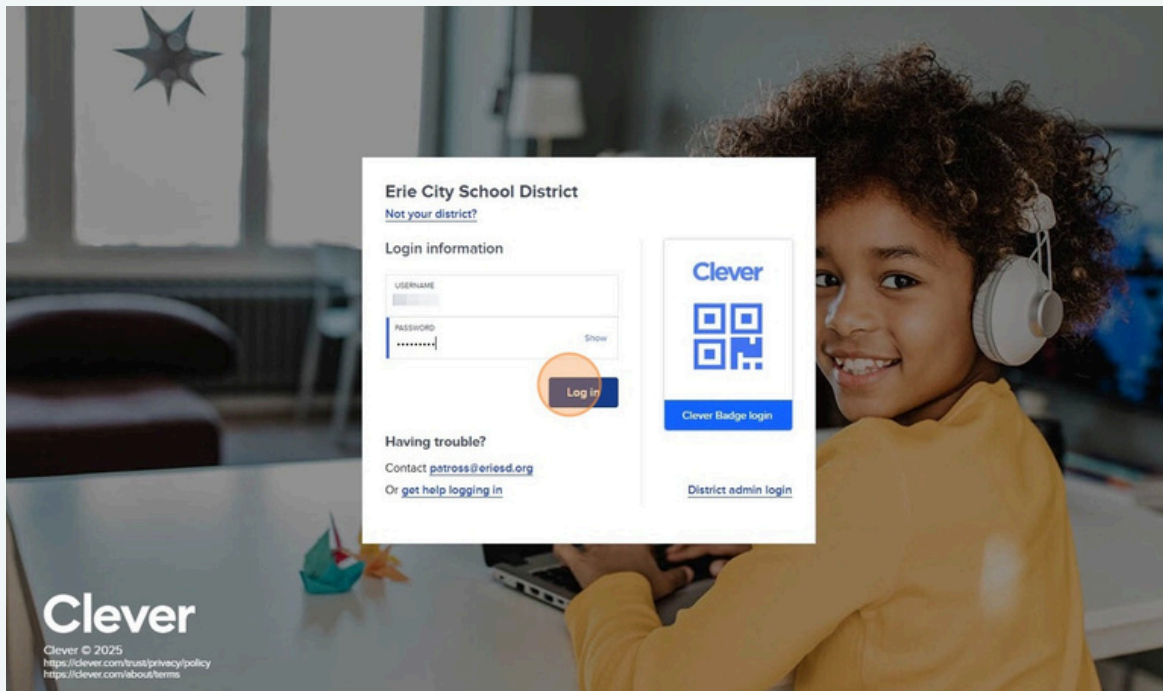 Erie City School District
Not your district?
Login information
USERNAME
PASSWORD
Show
Log in
Having trouble?
Contact patross@eriesd.org
Or get help logging in
Clever
Clever Badge login
District admin login
Clever
Clever © 2025
https://clever.com/trust/privacy/policy
https://clever.com/about/terms